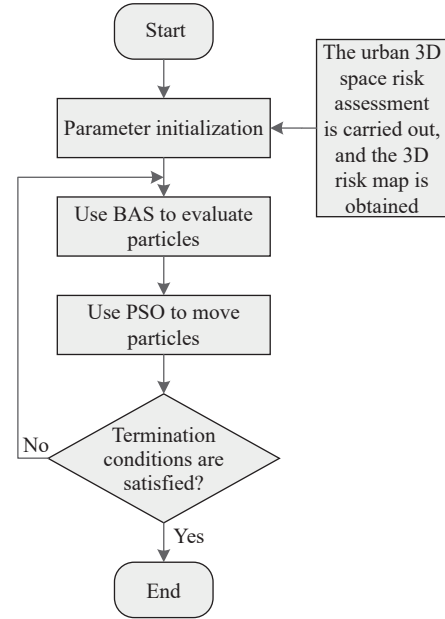 Start
Parameter initialization
The urban 3D
space risk
assessment
is carried out,
and the 3D
risk map is
obtained
Use BAS to evaluate
particles
Use PSO to move
particles
Termination
conditions are
satisfied?
No
Yes
End